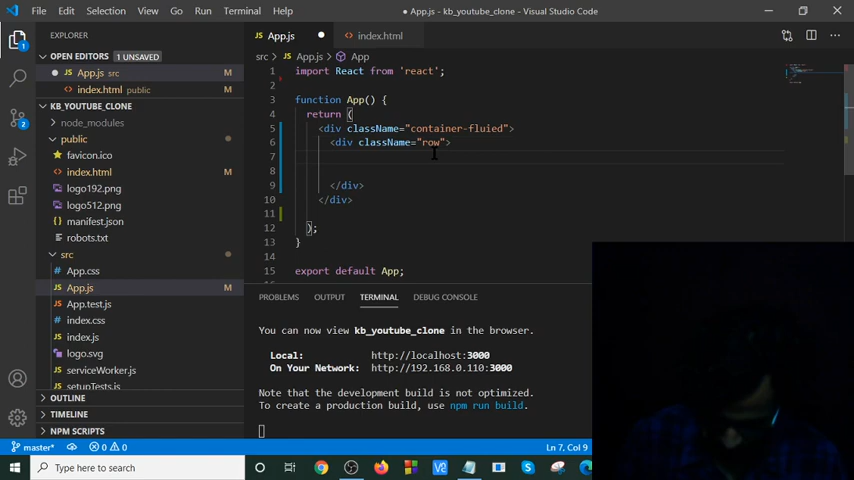 File Edit Selection View Go Run Terminal Help
● App.js - kb_youtube_clone - Visual Studio Code
EXPLORER
OPEN EDITORS 1 UNSAVED
● JS App.js src M
index.html public M
KB_YOUTUBE_CLONE
node_modules
public
favicon.ico
index.html M
logo192.png
logo512.png
manifest.json
robots.txt
src
# App.css
JS App.js M
App.test.js
# index.css
JS index.js
logo.svg
JS serviceWorker.js
JS setupTests.js
OUTLINE
TIMELINE
NPM SCRIPTS
JS App.js ● index.html
src > JS App.js > App
1 import React from 'react';
2
3 function App() {
4 return (
5 <div className="container-fluied">
6 <div className="row">
7
8
9 </div>
10 </div>
11
12 );
13 }
15 export default App;
PROBLEMS OUTPUT TERMINAL DEBUG CONSOLE
You can now view kb_youtube_clone in the browser.
Local: http://localhost:3000
On Your Network: http://192.168.0.110:3000
Note that the development build is not optimized.
To create a production build, use npm run build.
master* 0 0 Ln 7, Col 9
Type here to search